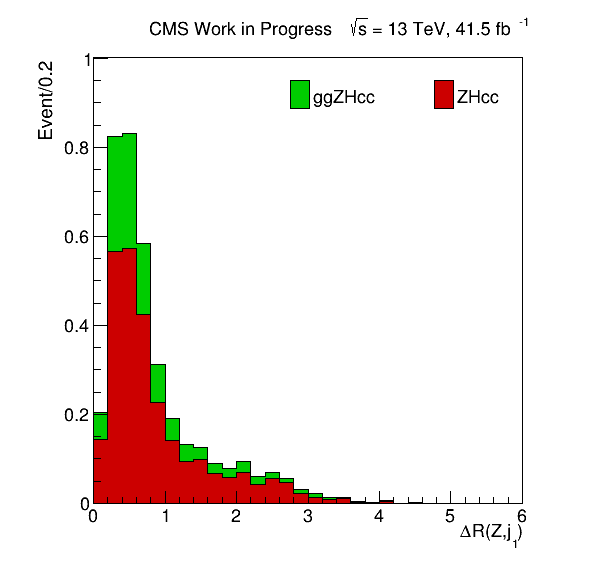 CMS Work in Progress √s = 13 TeV, 41.5 fb⁻¹
Event/0.2
1
ggZHcc ZHcc
0.8
0.6
0.4
0.2
0
0 1 2 3 4 5 6
ΔR(Z,j₁)